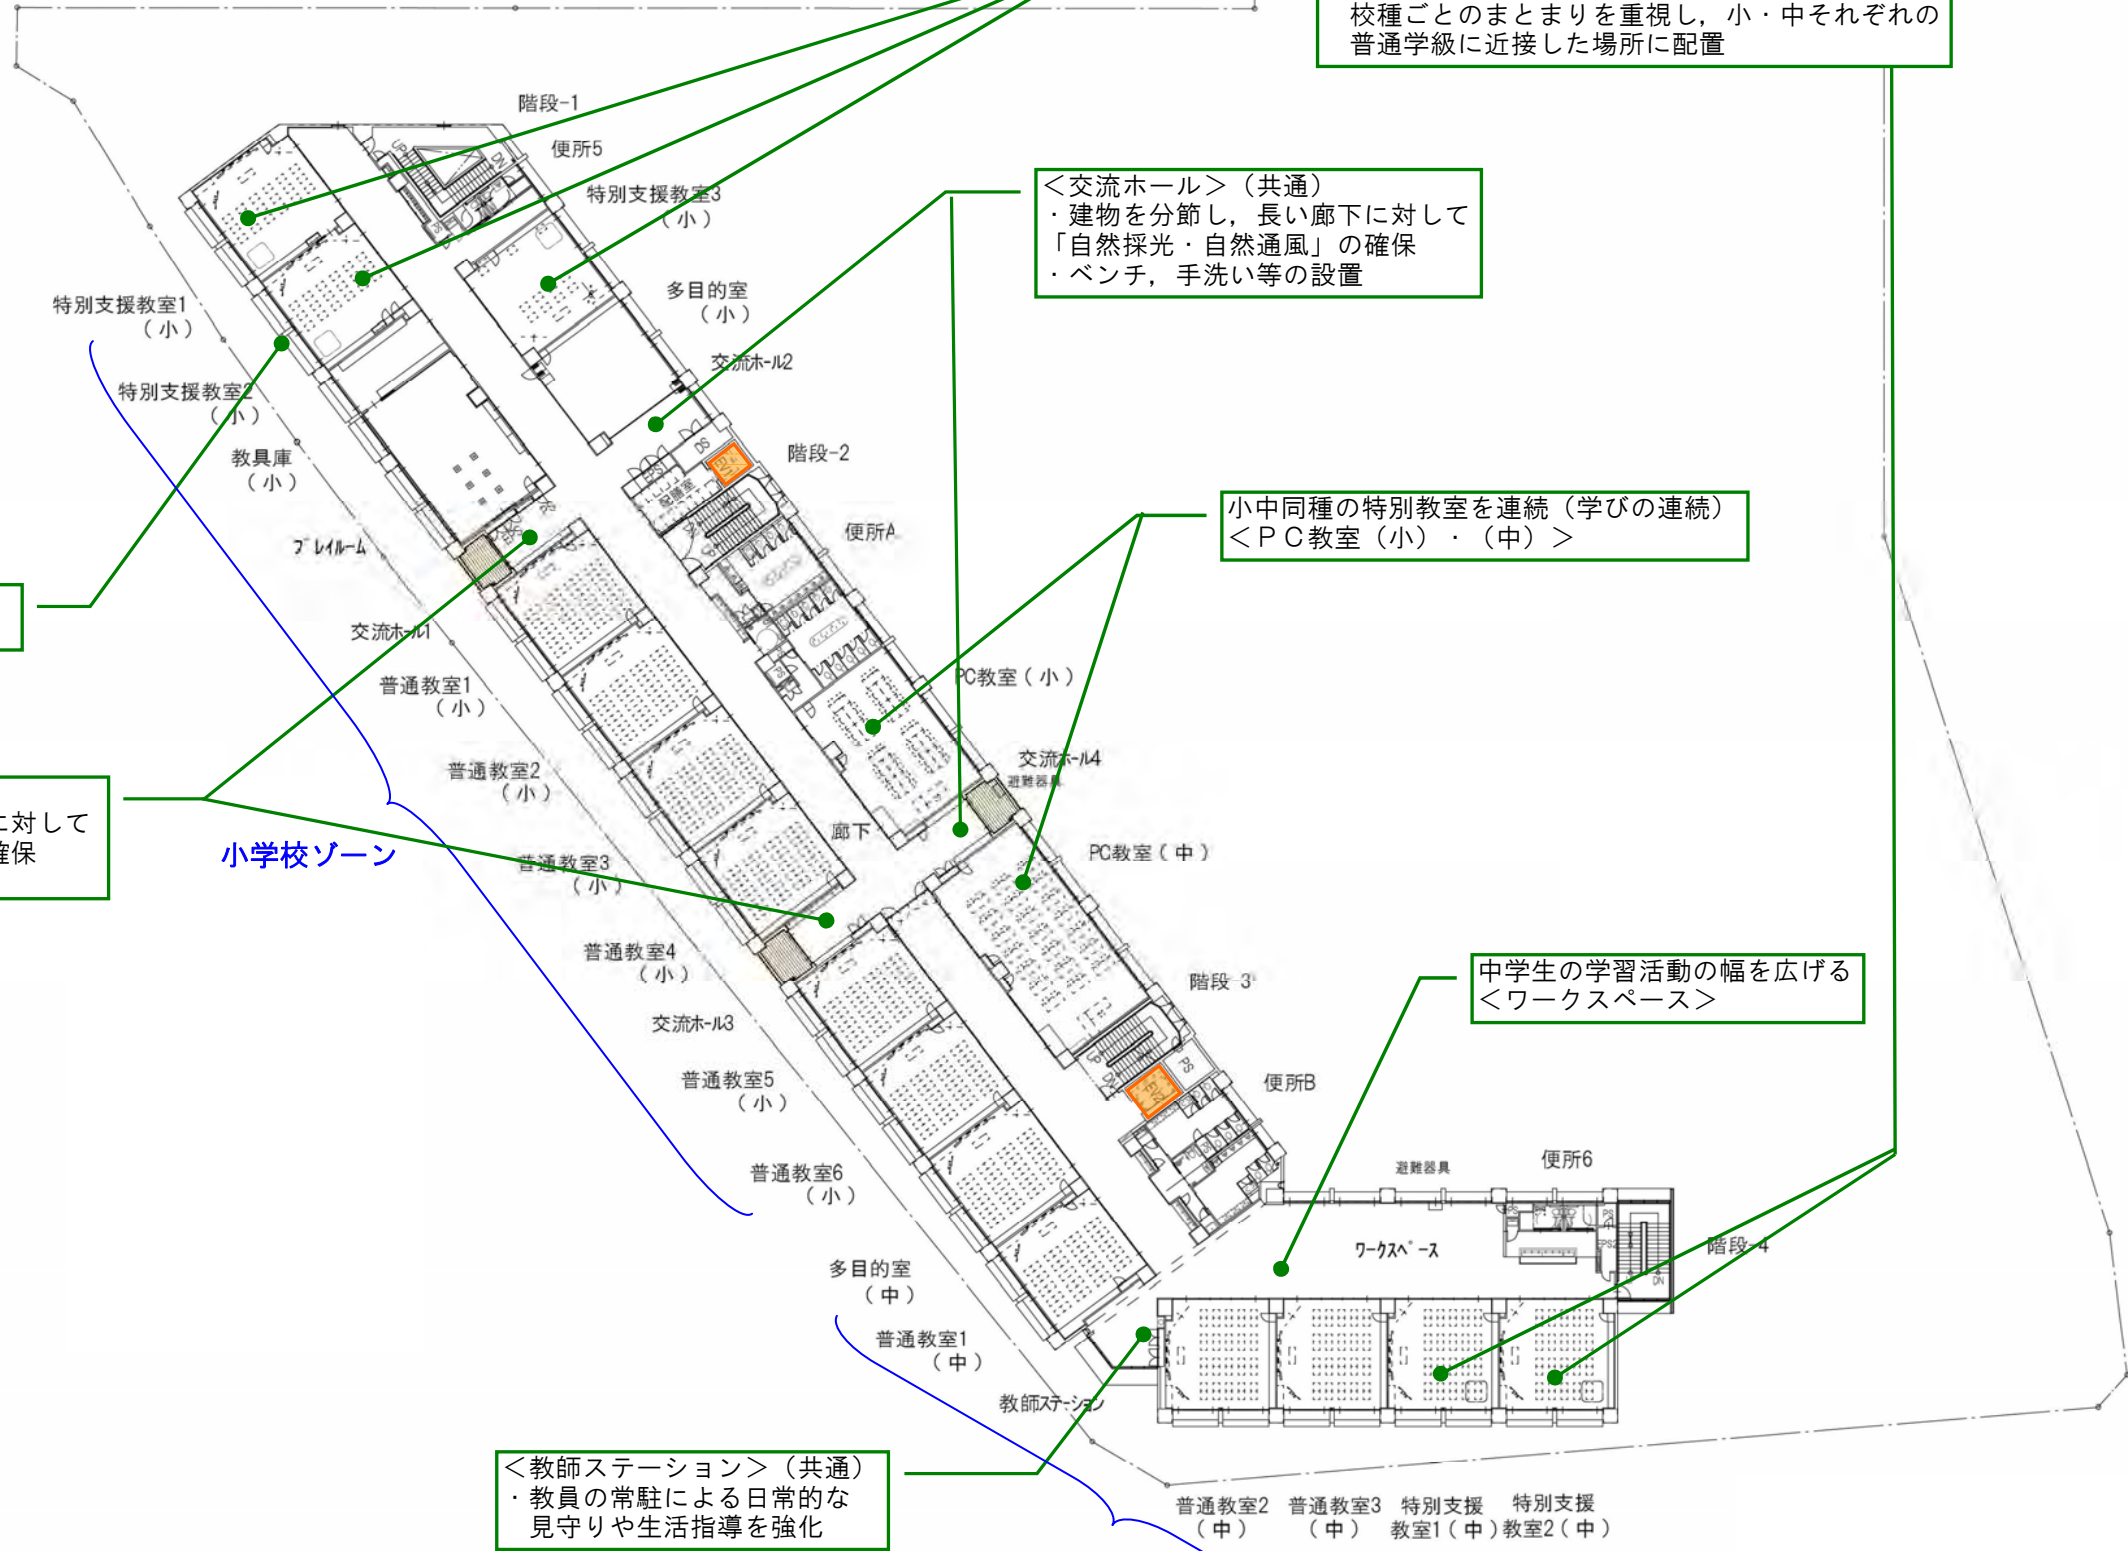 校種ごとのまとまりを重視し，小・中それぞれの
普通学級に近接した場所に配置
階段-1
便所5
UP
DN
特別支援教室3
（小）
＜交流ホール＞（共通）
・建物を分節し，長い廊下に対して
「自然採光・自然通風」の確保
・ベンチ，手洗い等の設置
多目的室
（小）
特別支援教室1
（小）
交流ホール2
特別支援教室2
（小）
階段-2
DS
EV1
EPS
配膳室
教具庫
（小）
小中同種の特別教室を連続（学びの連続）
＜ＰＣ教室（小）・（中）＞
便所A
プレイルーム
交流ホール1
PS
PC教室（小）
普通教室1
（小）
交流ホール4
避難器具
普通教室2
（小）
に対して
確保
小学校ゾーン
廊下
普通教室3
（小）
PC教室（中）
普通教室4
（小）
中学生の学習活動の幅を広げる
＜ワークスペース＞
階段-3
交流ホール3
UP
DN
PS
EV2
普通教室5
（小）
便所B
普通教室6
（小）
避難器具
便所6
PS
PS
EPS2
ワークスペース
階段-4
DN
多目的室
（中）
普通教室1
（中）
教師ステーション
＜教師ステーション＞（共通）
・教員の常駐による日常的な
見守りや生活指導を強化
普通教室2
（中）
普通教室3
（中）
特別支援
教室1（中）
特別支援
教室2（中）